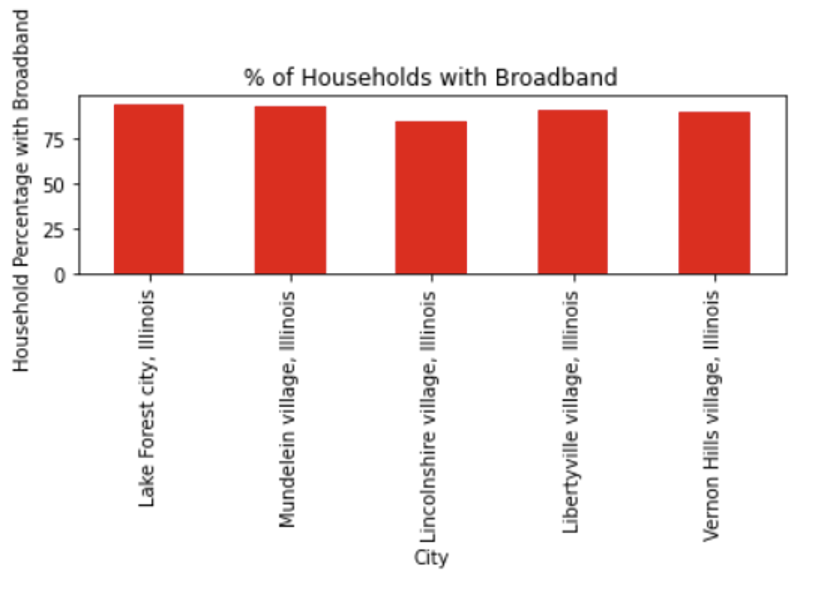 % of Households with Broadband
Household Percentage with Broadband
75
50
25
0
Lake Forest city, Illinois
Mundelein village, Illinois
Lincolnshire village, Illinois
Libertyville village, Illinois
Vernon Hills village, Illinois
City